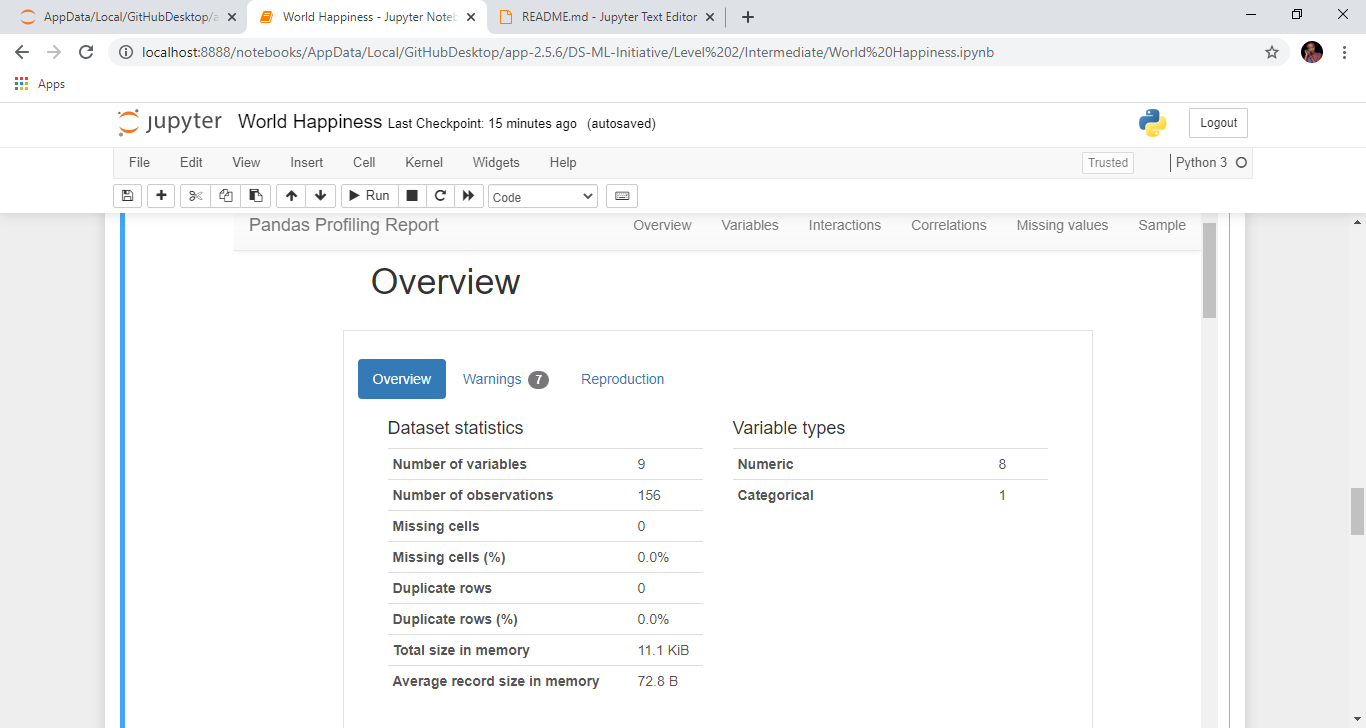 AppData/Local/GitHubDesktop/a
World Happiness - Jupyter Noteb
README.md - Jupyter Text Editor
localhost:8888/notebooks/AppData/Local/GitHubDesktop/app-2.5.6/DS-ML-Initiative/Level%202/Intermediate/World%20Happiness.ipynb
Apps
jupyter World Happiness Last Checkpoint: 15 minutes ago (autosaved)
Logout
File Edit View Insert Cell Kernel Widgets Help
Trusted
Python 3
Run
Code
Pandas Profiling Report
Overview Variables Interactions Correlations Missing values Sample
Overview
Overview Warnings 7 Reproduction
Dataset statistics
Number of variables 9
Number of observations 156
Missing cells 0
Missing cells (%) 0.0%
Duplicate rows 0
Duplicate rows (%) 0.0%
Total size in memory 11.1 KiB
Average record size in memory 72.8 B
Variable types
Numeric 8
Categorical 1